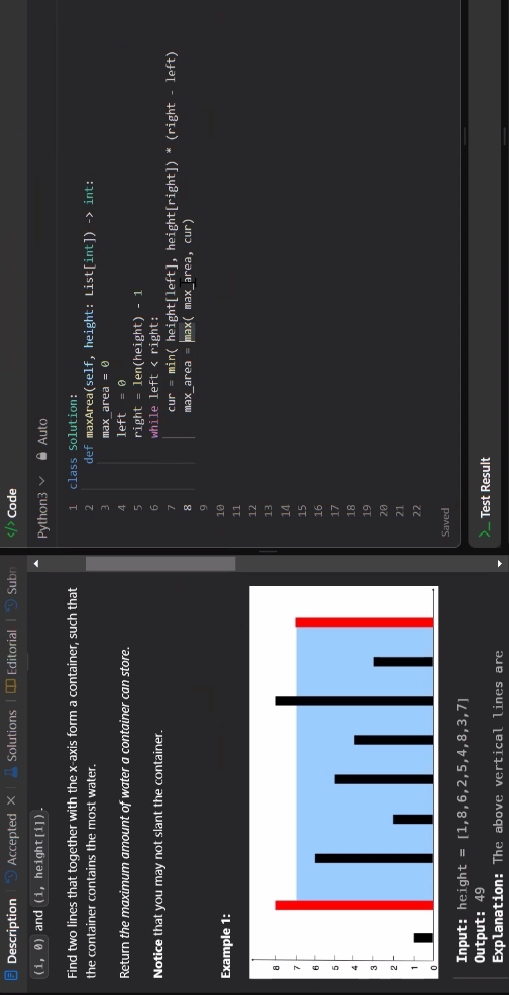 Description
Accepted
Solutions
Editorial
Subm
(i, 0) and (i, height[i]).
Find two lines that together with the x-axis form a container, such that
the container contains the most water.
Return the maximum amount of water a container can store.
Notice that you may not slant the container.
Example 1:
8
7
6
5
4
3
2
1
0
Input: height = [1,8,6,2,5,4,8,3,7]
Output: 49
Explanation: The above vertical lines are
</> Code
Python3
Auto
1 class Solution:
2 def maxArea(self, height: List[int]) -> int:
3 max_area = 0
4 left = 0
5 right = len(height) - 1
6 while left < right:
7 cur = min( height[left], height[right]) * (right - left)
8 max_area = max( max_area, cur)
9
10
11
12
13
14
15
16
17
18
19
20
21
22
Saved
>_ Test Result